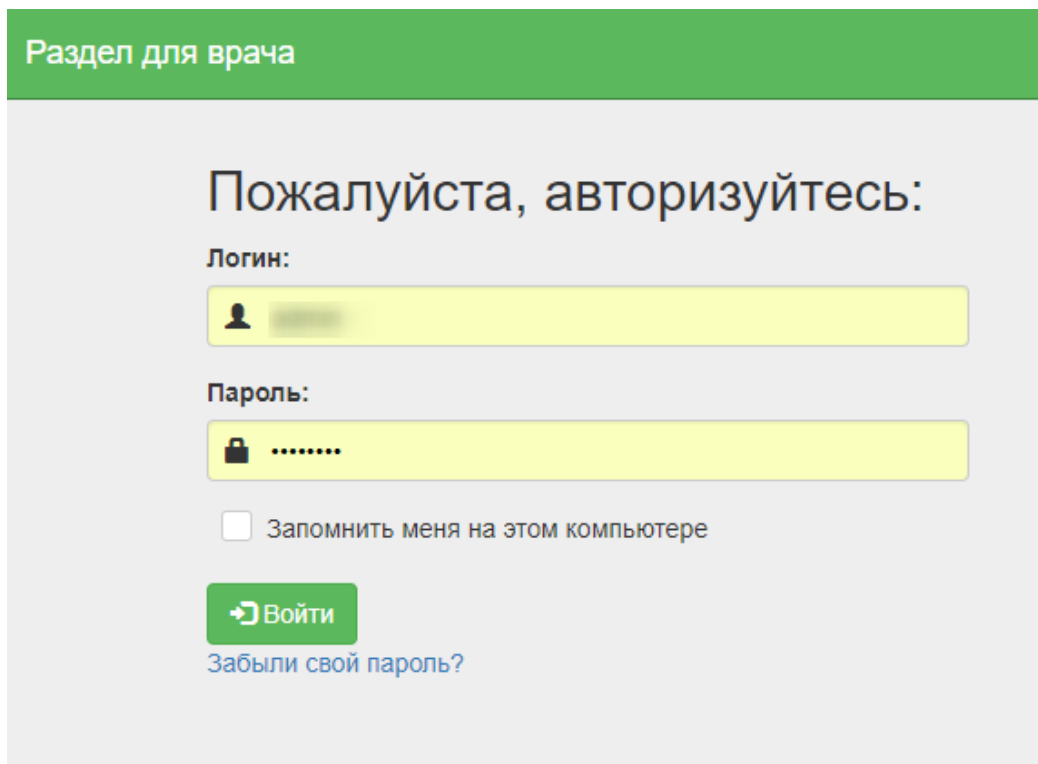 Раздел для врача
Пожалуйста, авторизуйтесь:
Логин:
Пароль:
••••••••
Запомнить меня на этом компьютере
Войти
Забыли свой пароль?